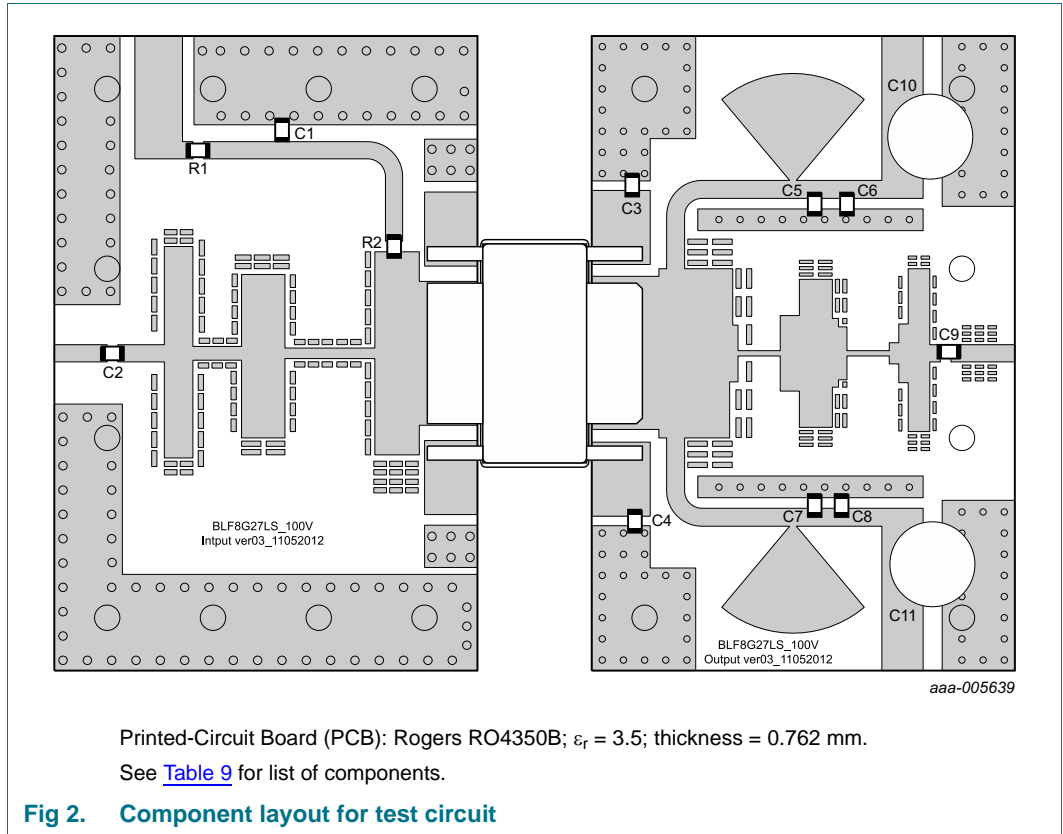 C10
C1
R1
C5 C6
C3
R2
C9
C2
C4
C7 C8
BLF8G27LS_100V
Intput ver03_11052012
C11
BLF8G27LS_100V
Output ver03_11052012
aaa-005639
Printed-Circuit Board (PCB): Rogers RO4350B; εr = 3.5; thickness = 0.762 mm.
See Table 9 for list of components.
Fig 2. Component layout for test circuit